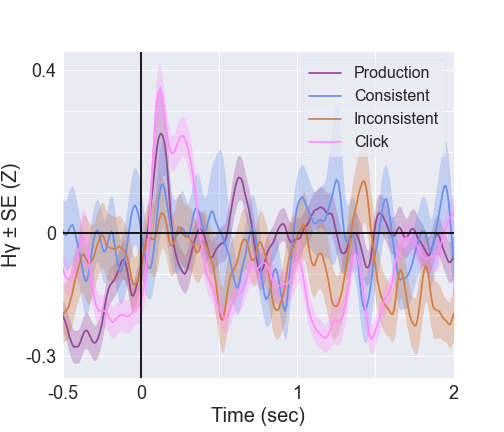 0.4
0
-0.3
Hγ ± SE (Z)
Production
Consistent
Inconsistent
Click
-0.5
0
1
2
Time (sec)